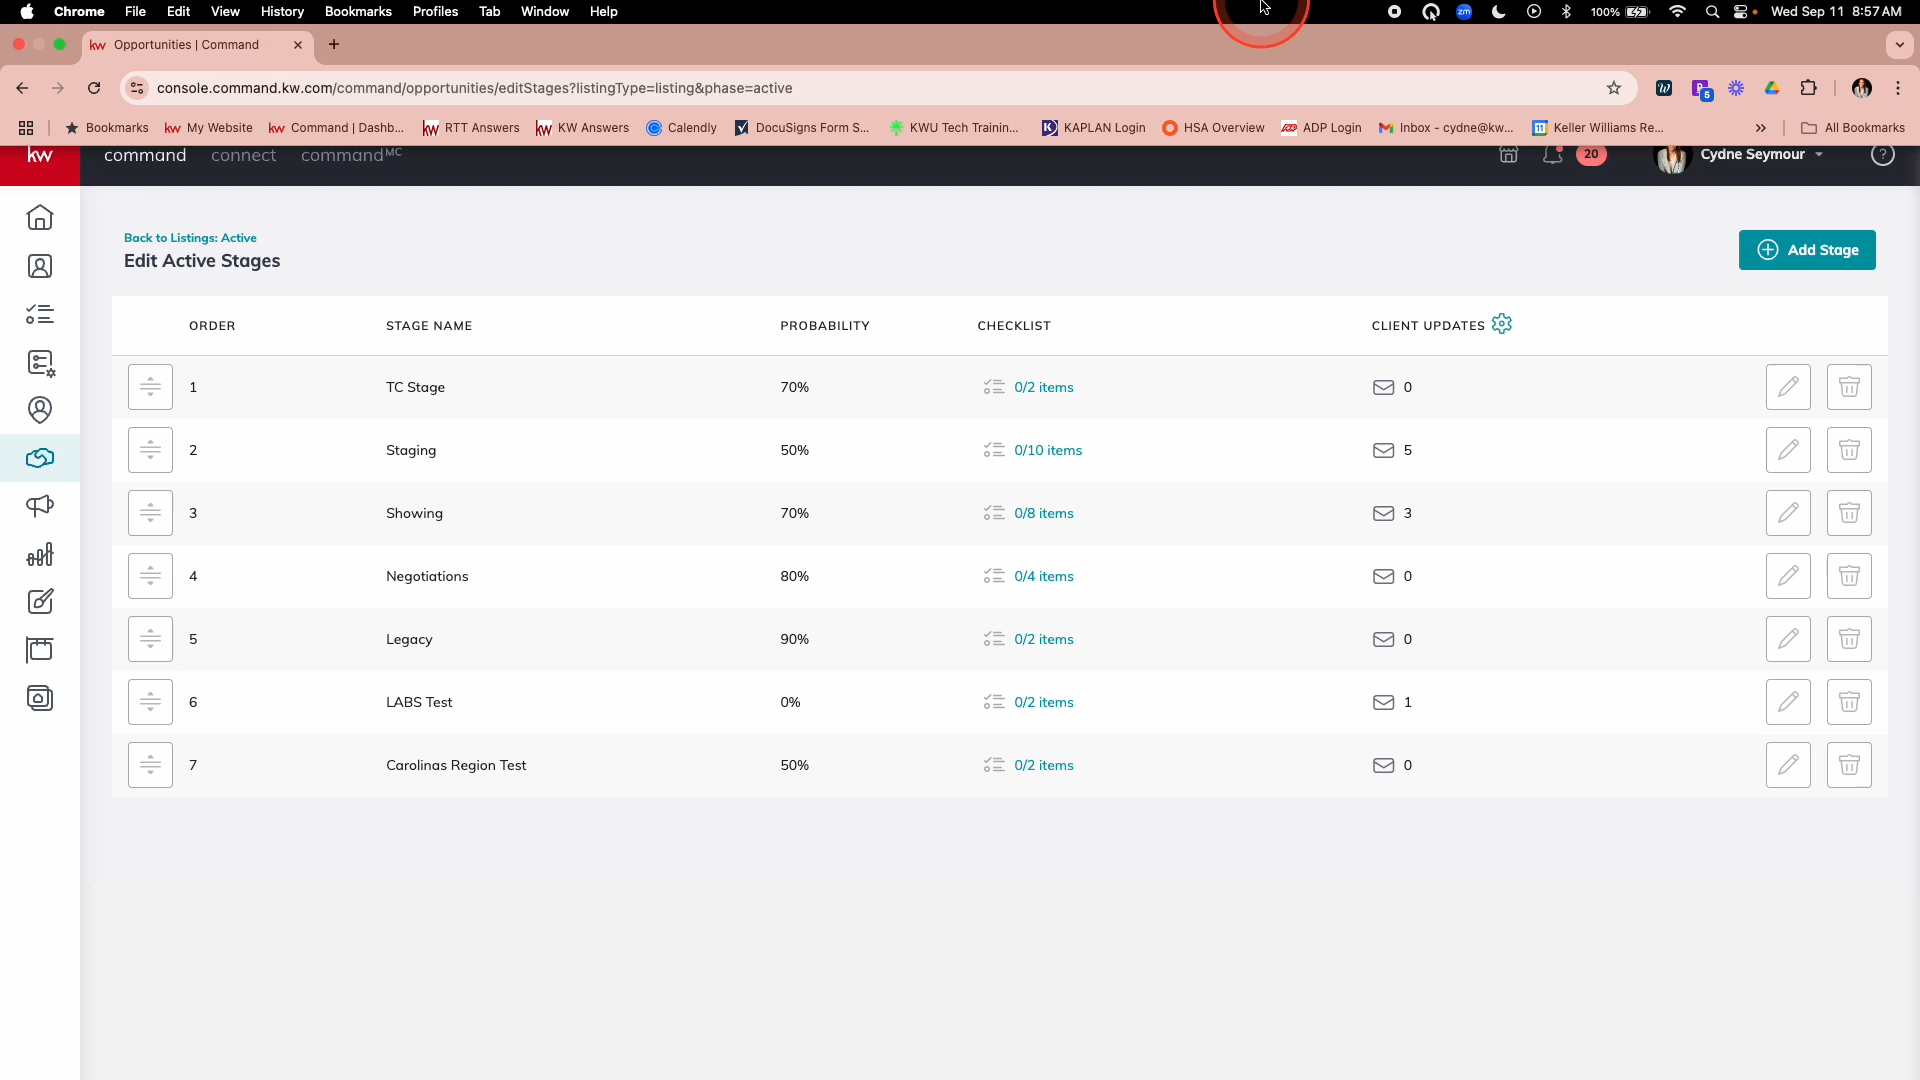 Chrome File Edit View History Bookmarks Profiles Tab Window Help zm 100% Wed Sep 11 8:57 AM
kw Opportunities | Command
console.command.kw.com/command/opportunities/editStages?listingType=listing&phase=active 5
Bookmarks kw My Website kw Command | Dashb... kw RTT Answers kw KW Answers Calendly DocuSigns Form S... KWU Tech Trainin... KAPLAN Login HSA Overview ADP Login Inbox - cydne@kw... Keller Williams Re... » All Bookmarks
kw command connect command MC 20 Cydne Seymour ?
Back to Listings: Active
Edit Active Stages
Add Stage
ORDER STAGE NAME PROBABILITY CHECKLIST CLIENT UPDATES
1 TC Stage 70% 0/2 items 0
2 Staging 50% 0/10 items 5
3 Showing 70% 0/8 items 3
4 Negotiations 80% 0/4 items 0
5 Legacy 90% 0/2 items 0
6 LABS Test 0% 0/2 items 1
7 Carolinas Region Test 50% 0/2 items 0